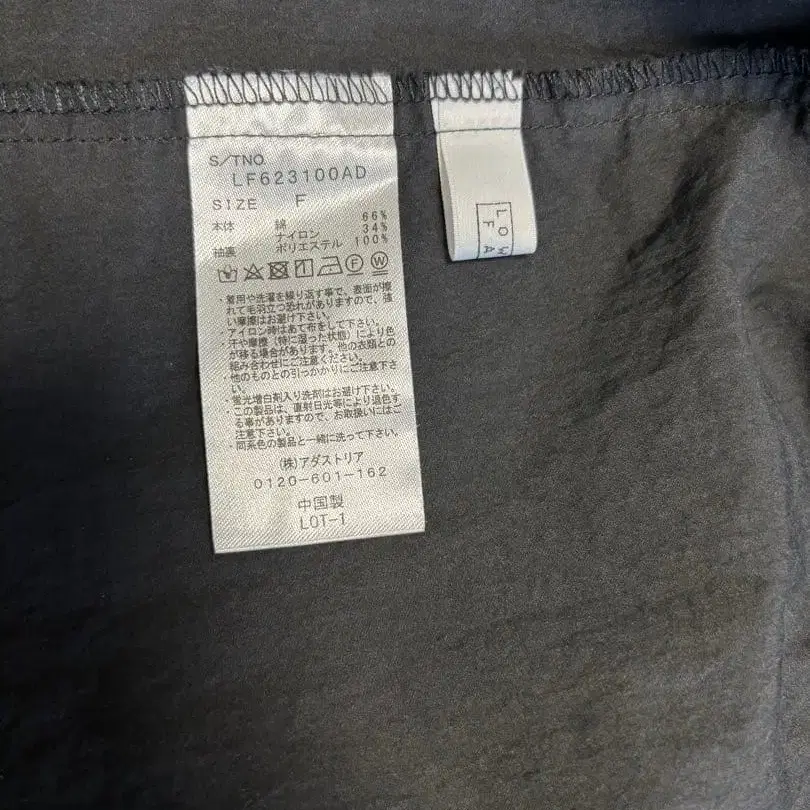 S/TNO.
LF623100AD
SIZE F
本体 綿 66%
ナイロン 34%
袖裏 ポリエステル 100%
F W
・着用や洗濯を繰り返す事で、表面が擦
れて毛羽立つ恐れがありますので、強
い摩擦はお避け下さい。
・アイロン時はあて布をして下さい。
・汗や摩擦（特に湿った状態）により色
が移る場合があります。他の衣類との
組み合わせにご注意ください。
・他のものとの引っかかりにご注意下さ
い。
・蛍光増白剤入り洗剤はお避け下さい。
・この製品は、直射日光等により退色す
る事がありますので、お取扱いにはご
注意下さい。
・同系色の製品と一緒に洗って下さい。
(株)アダストリア
0120-601-162
中国製
LOT-1
LOW
FA